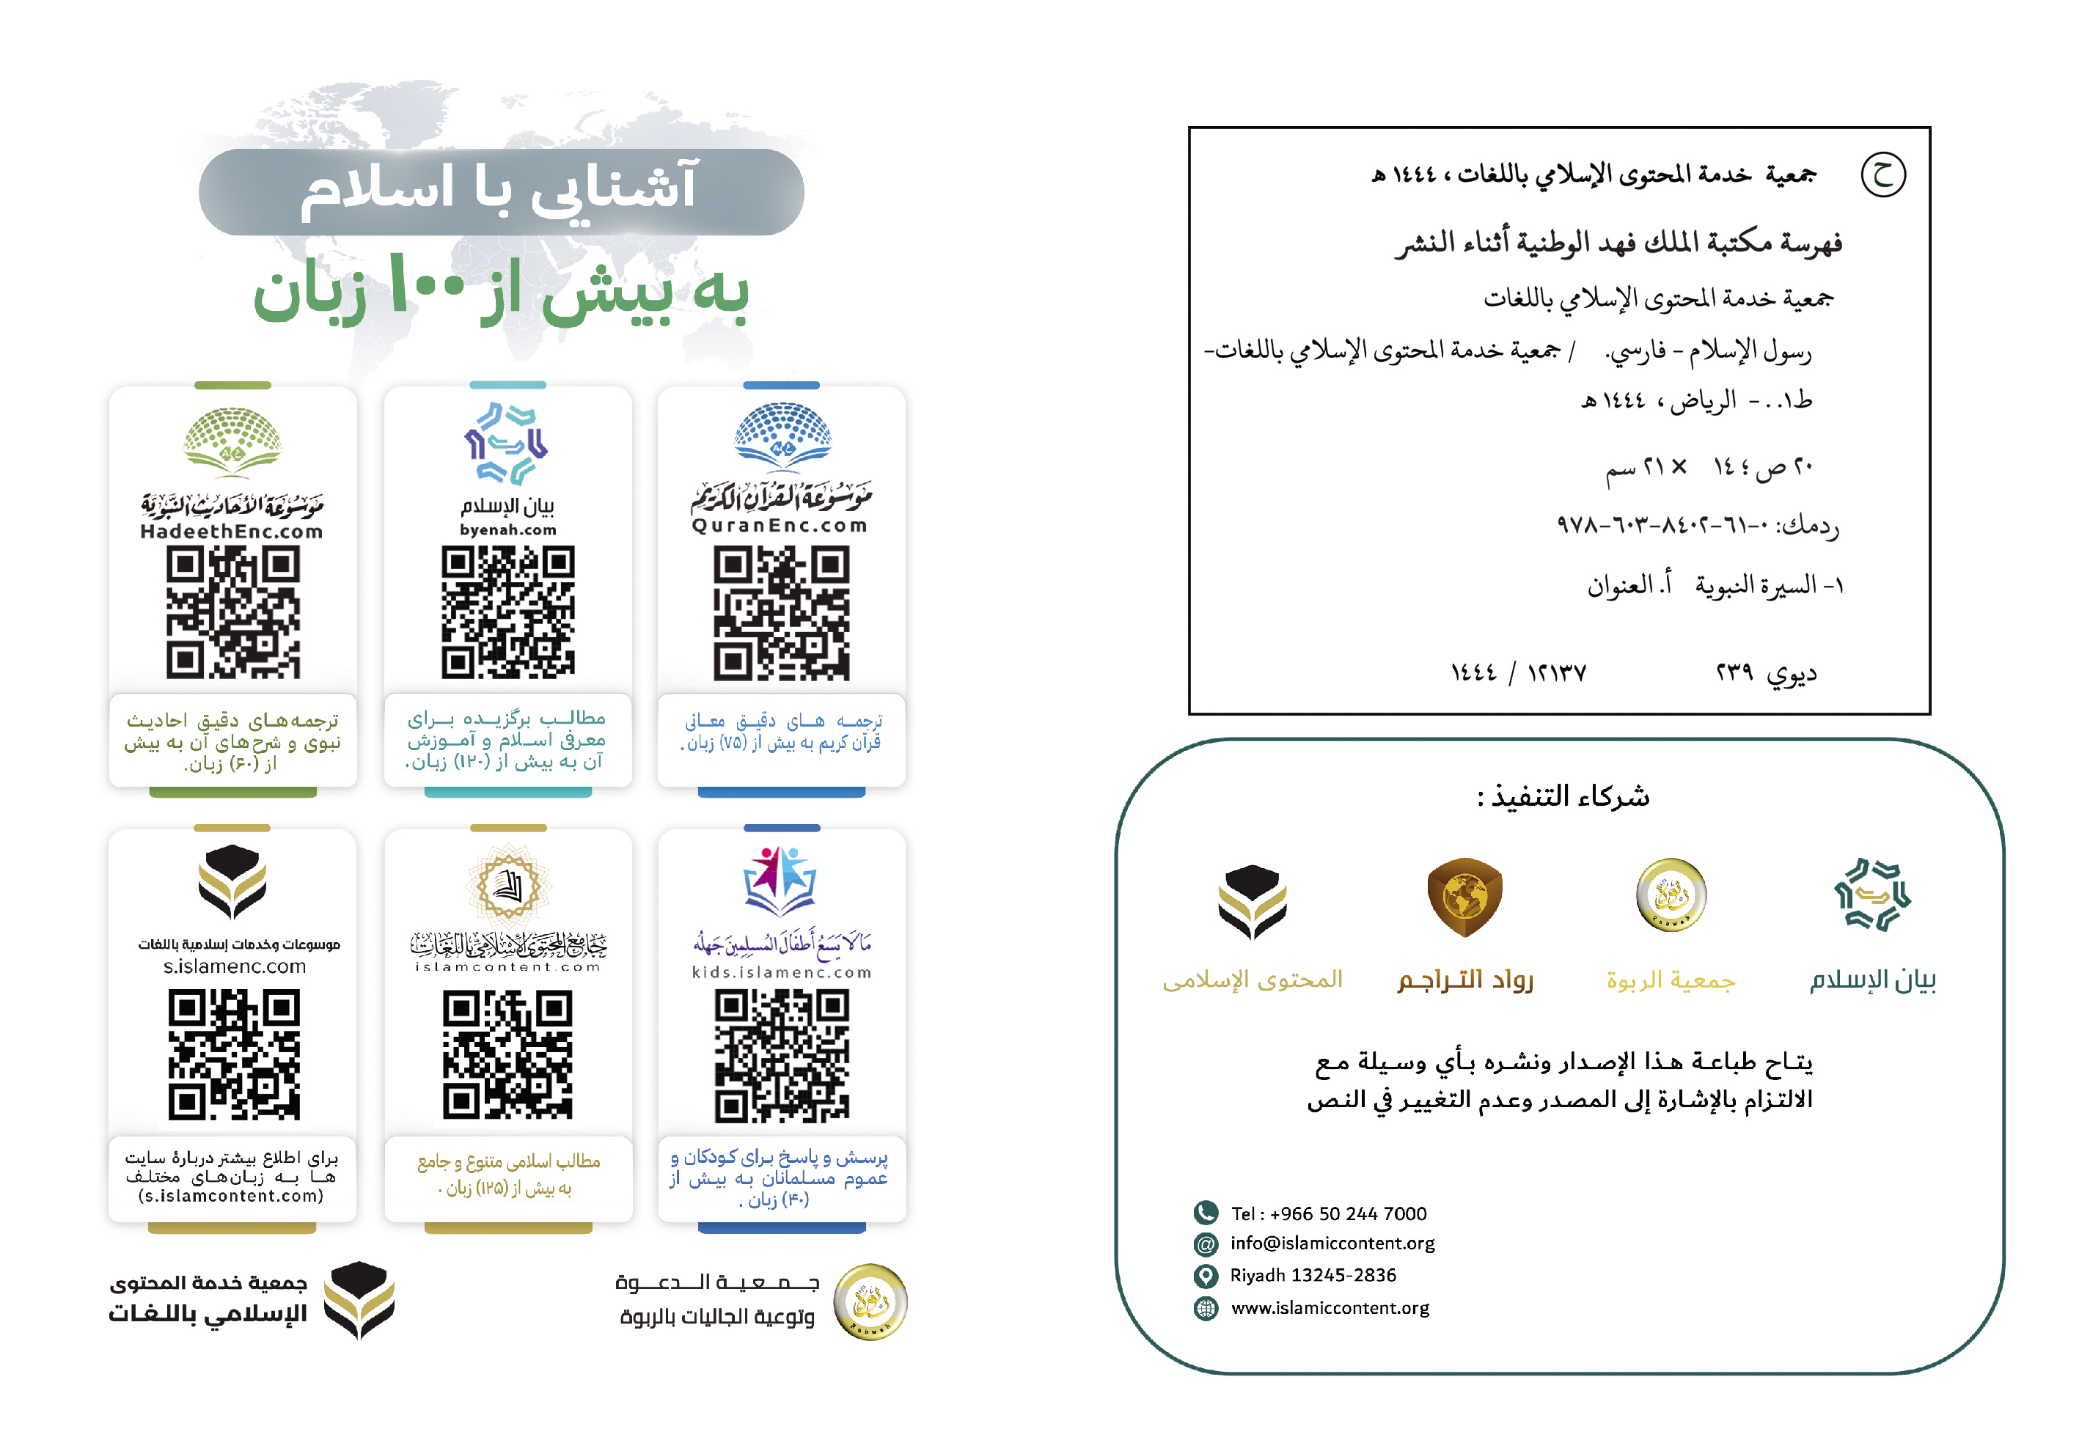 ح
جمعية خدمة المحتوى الإسلامي باللغات ، ١٤٤٤ هـ
فهرسة مكتبة الملك فهد الوطنية أثناء النشر
جمعية خدمة المحتوى الإسلامي باللغات
رسول الإسلام - فارسي. / جمعية خدمة المحتوى الإسلامي باللغات-
ط١. .- الرياض ، ١٤٤٤ هـ
٢٠ ص ؛ ١٤ × ٢١ سم
ردمك: ٠-٦١-٨٤٠٢-٦٠٣-٩٧٨
١- السيرة النبوية أ. العنوان
ديوي ٢٣٩ ١٢١٣٧ / ١٤٤٤
شركاء التنفيذ :
بيان الإسلام
جمعية الربوة
رواد التراجم
المحتوى الإسلامي
يتاح طباعة هذا الإصدار ونشره بأي وسيلة مع
الالتزام بالإشارة إلى المصدر وعدم التغيير في النص
Tel : +966 50 244 7000
info@islamiccontent.org
Riyadh 13245-2836
www.islamiccontent.org
آشنایی با اسلام
به بیش از ۱۰۰ زبان
موسوعة القرآن الكريم
QuranEnc.com
ترجمه های دقیق معانی
قرآن کریم به بیش از (۷۵) زبان.
بيان الإسلام
byenah.com
مطالب برگزیده برای
معرفی اسلام و آموزش
آن به بیش از (۱۲۰) زبان.
موسوعة الأحاديث النبوية
HadeethEnc.com
ترجمه‌های دقیق احادیث
نبوی و شرح‌های آن به بیش
از (۶۰) زبان.
مَا لَا يَسَعُ أَطْفَالَ المُسلِمِينَ جَهلُه
kids.islamenc.com
پرسش و پاسخ برای کودکان و
عموم مسلمانان به بیش از
(۴۰) زبان .
جامع المحتوى الإسلامي باللغات
islamcontent.com
مطالب اسلامی متنوع و جامع
به بیش از (۱۲۵) زبان .
موسوعات وخدمات إسلامية باللغات
s.islamenc.com
برای اطلاع بیشتر دربارۀ سایت
ها به زبان‌های مختلف
(s.islamcontent.com)
جمعية الدعوة
وتوعية الجاليات بالربوة
جمعية خدمة المحتوى
الإسلامي باللغات